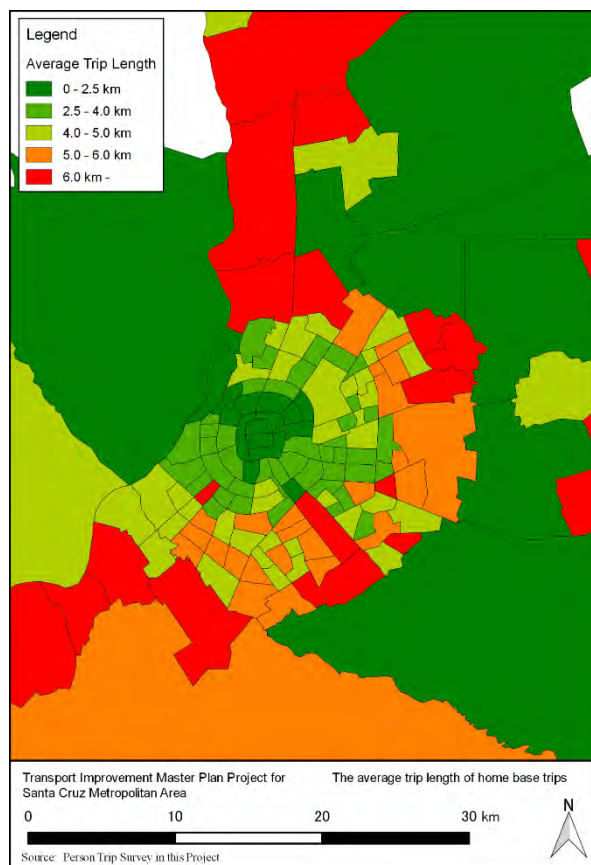 Legend
Average Trip Length
0 - 2.5 km
2.5 - 4.0 km
4.0 - 5.0 km
5.0 - 6.0 km
6.0 km -
Transport Improvement Master Plan Project for
Santa Cruz Metropolitan Area
The average trip length of home base trips
0 10 20 30 km
N
Source: Person Trip Survey in this Project